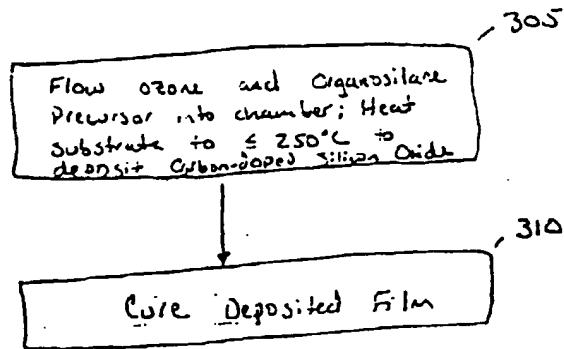 305
Flow ozone and Organosilane
Precursor into chamber; Heat
substrate to ≤ 250°C to
deposit Carbon-doped Silicon Oxide
310
Cure Deposited Film